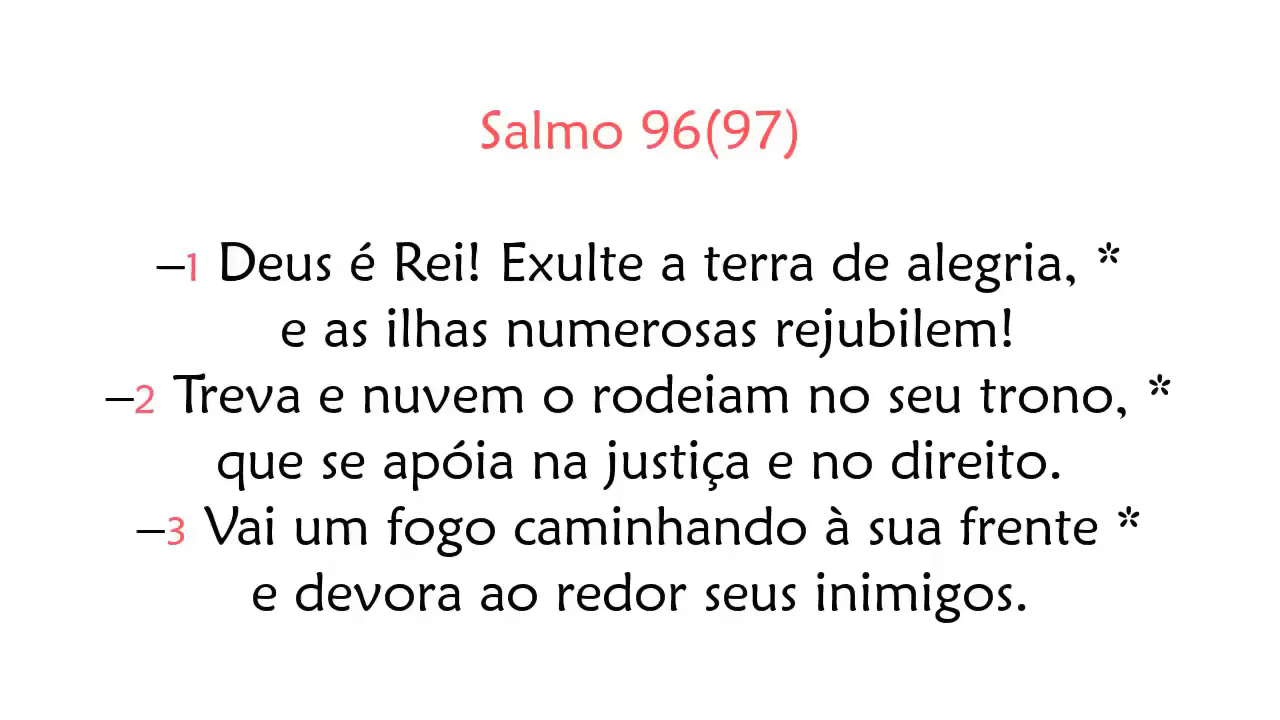 Salmo 96(97)
–1 Deus é Rei! Exulte a terra de alegria, *
e as ilhas numerosas rejubilem!
–2 Treva e nuvem o rodeiam no seu trono, *
que se apóia na justiça e no direito.
–3 Vai um fogo caminhando à sua frente *
e devora ao redor seus inimigos.